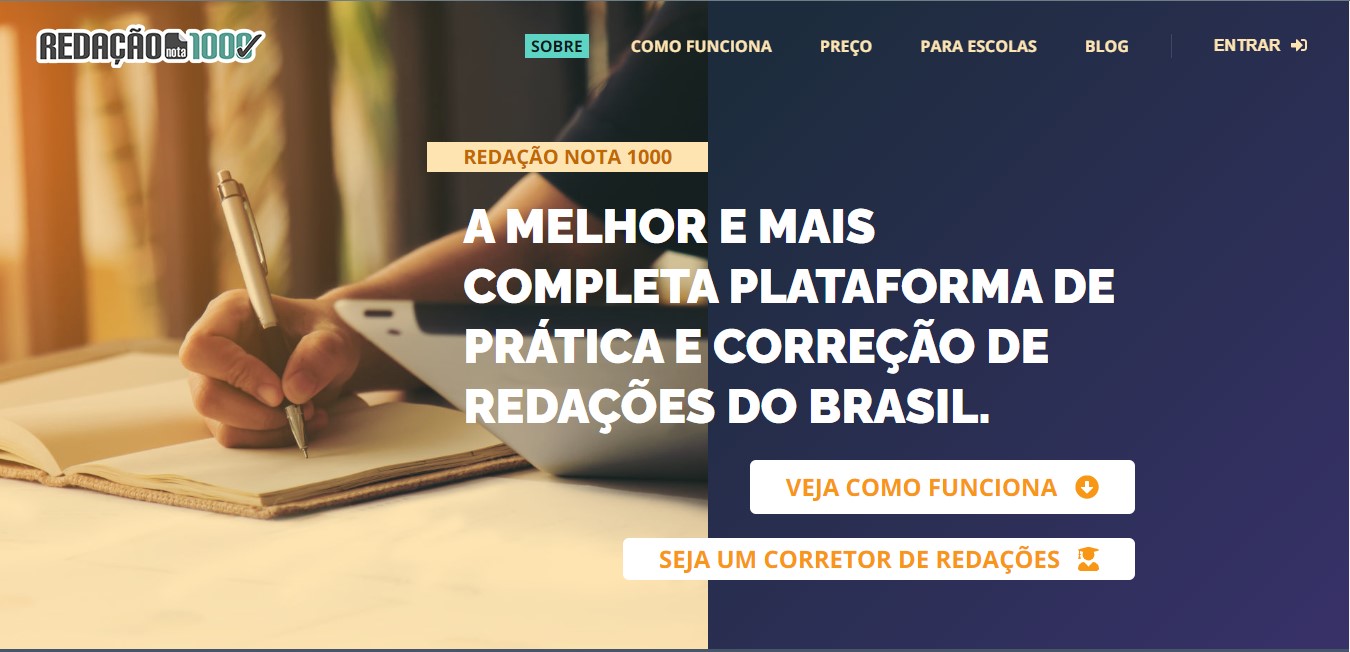 REDAÇÃO nota 1000
SOBRE
COMO FUNCIONA
PREÇO
PARA ESCOLAS
BLOG
ENTRAR
REDAÇÃO NOTA 1000
A MELHOR E MAIS
COMPLETA PLATAFORMA DE
PRÁTICA E CORREÇÃO DE
REDAÇÕES DO BRASIL.
VEJA COMO FUNCIONA
SEJA UM CORRETOR DE REDAÇÕES